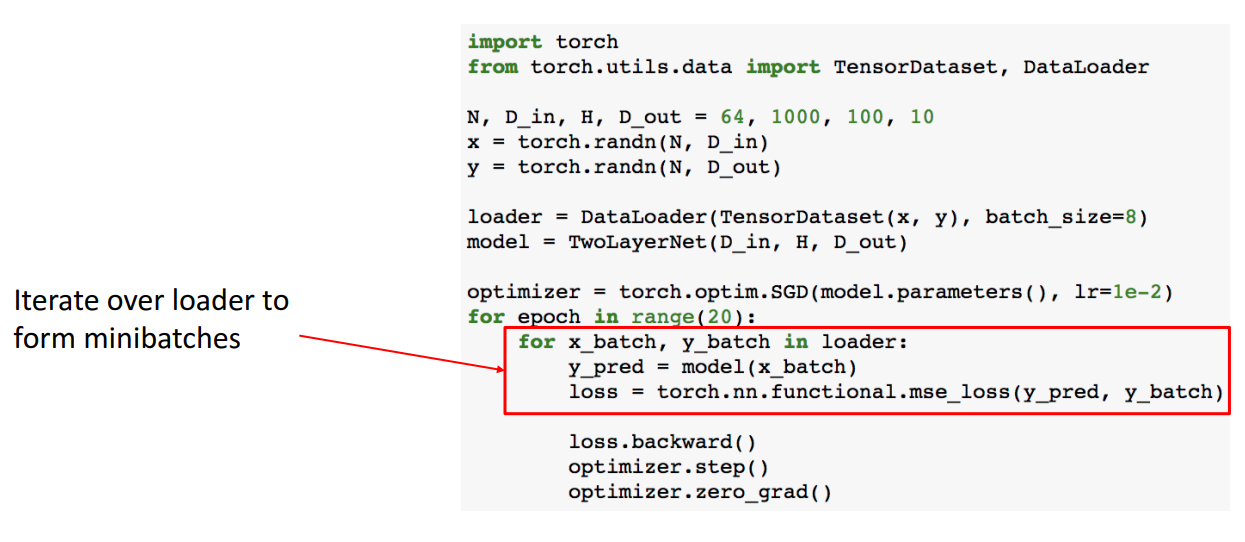 import torch
from torch.utils.data import TensorDataset, DataLoader

N, D_in, H, D_out = 64, 1000, 100, 10
x = torch.randn(N, D_in)
y = torch.randn(N, D_out)

loader = DataLoader(TensorDataset(x, y), batch_size=8)
model = TwoLayerNet(D_in, H, D_out)

optimizer = torch.optim.SGD(model.parameters(), lr=1e-2)
for epoch in range(20):
    for x_batch, y_batch in loader:
        y_pred = model(x_batch)
        loss = torch.nn.functional.mse_loss(y_pred, y_batch)

        loss.backward()
        optimizer.step()
        optimizer.zero_grad()
Iterate over loader to
form minibatches